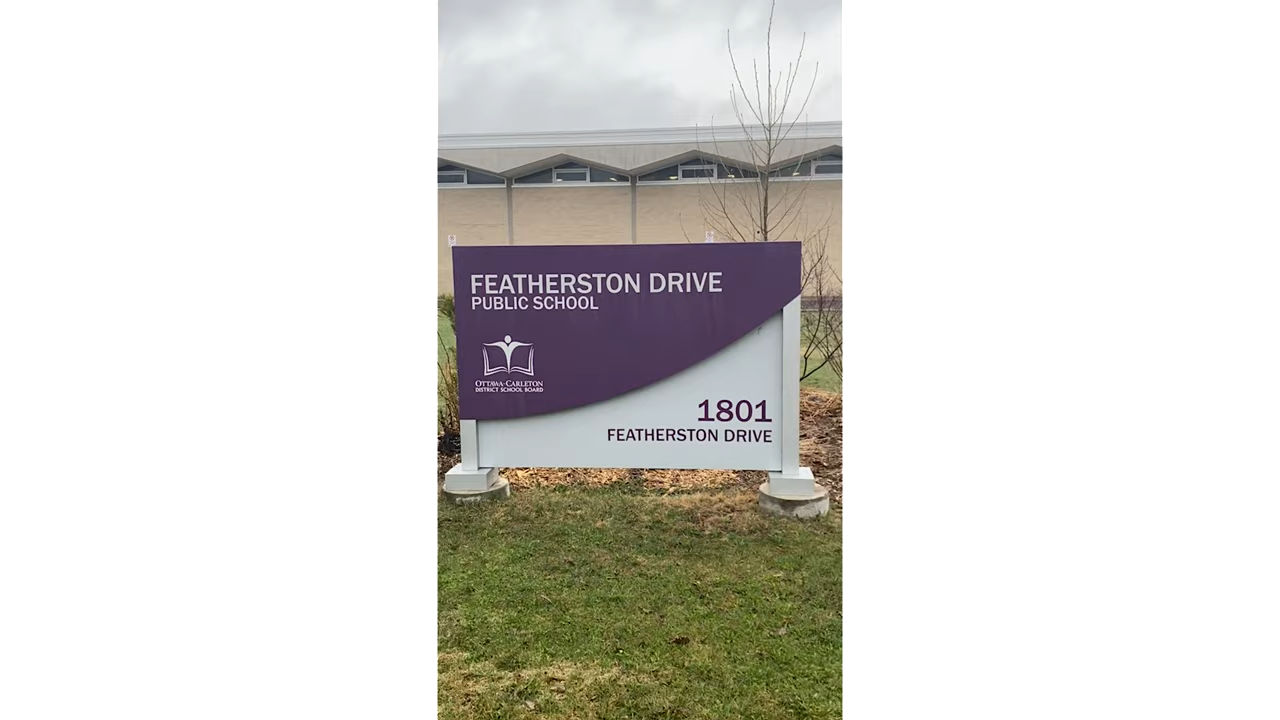 FEATHERSTON DRIVE
PUBLIC SCHOOL
OTTAWA-CARLETON
DISTRICT SCHOOL BOARD
1801
FEATHERSTON DRIVE